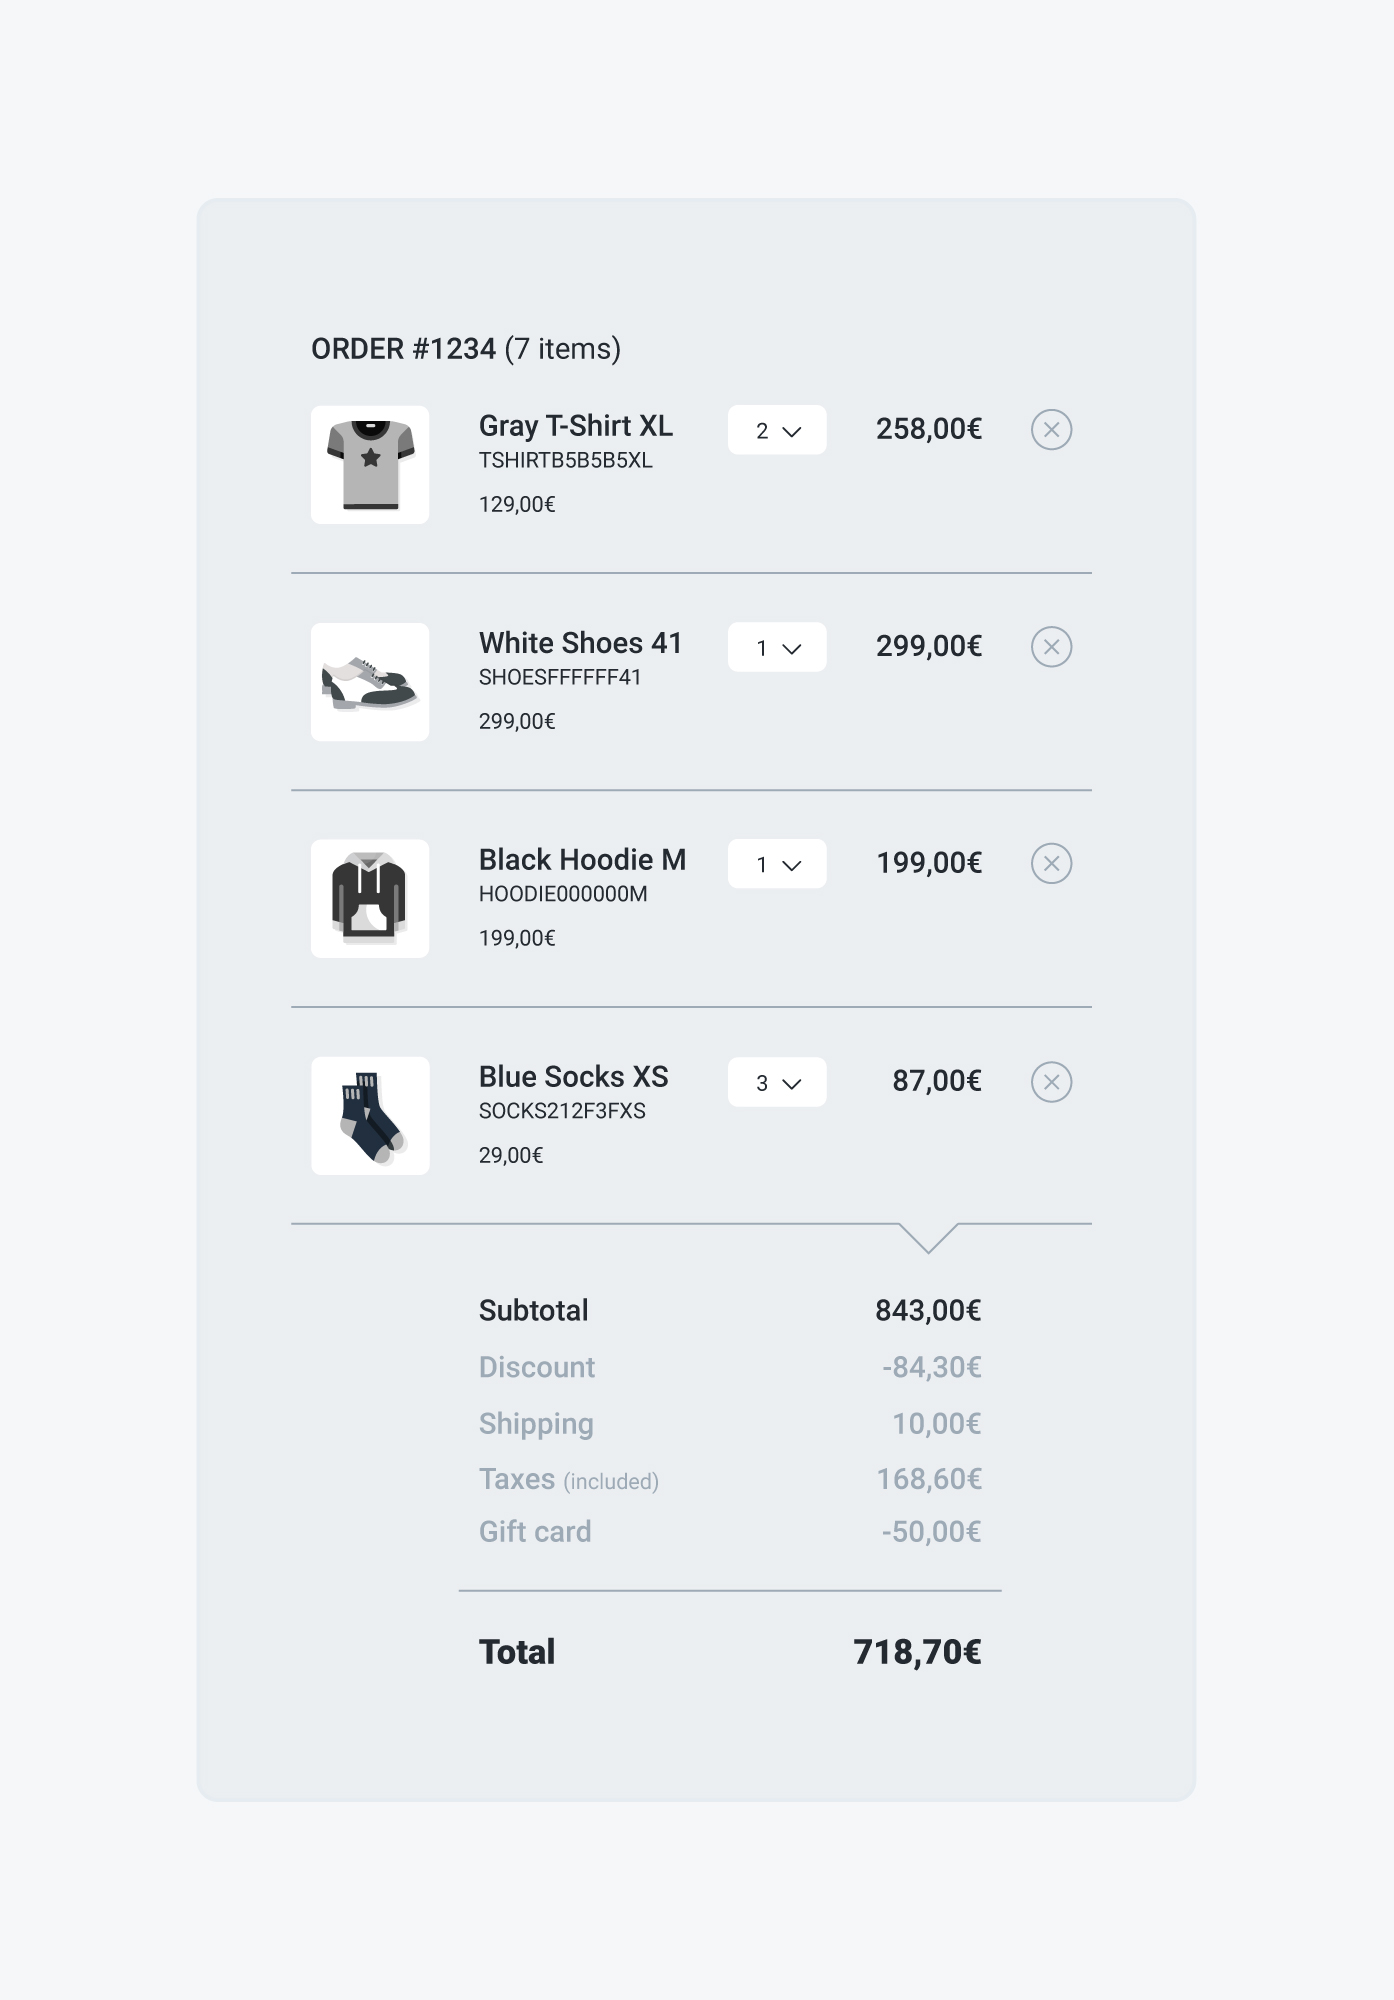 ORDER #1234 (7 items)
Gray T-Shirt XL 2 258,00€
TSHIRTB5B5B5XL
129,00€
White Shoes 41 1 299,00€
SHOESFFFFFF41
299,00€
Black Hoodie M 1 199,00€
HOODIE000000M
199,00€
Blue Socks XS 3 87,00€
SOCKS212F3FXS
29,00€
Subtotal 843,00€
Discount -84,30€
Shipping 10,00€
Taxes (included) 168,60€
Gift card -50,00€
Total 718,70€